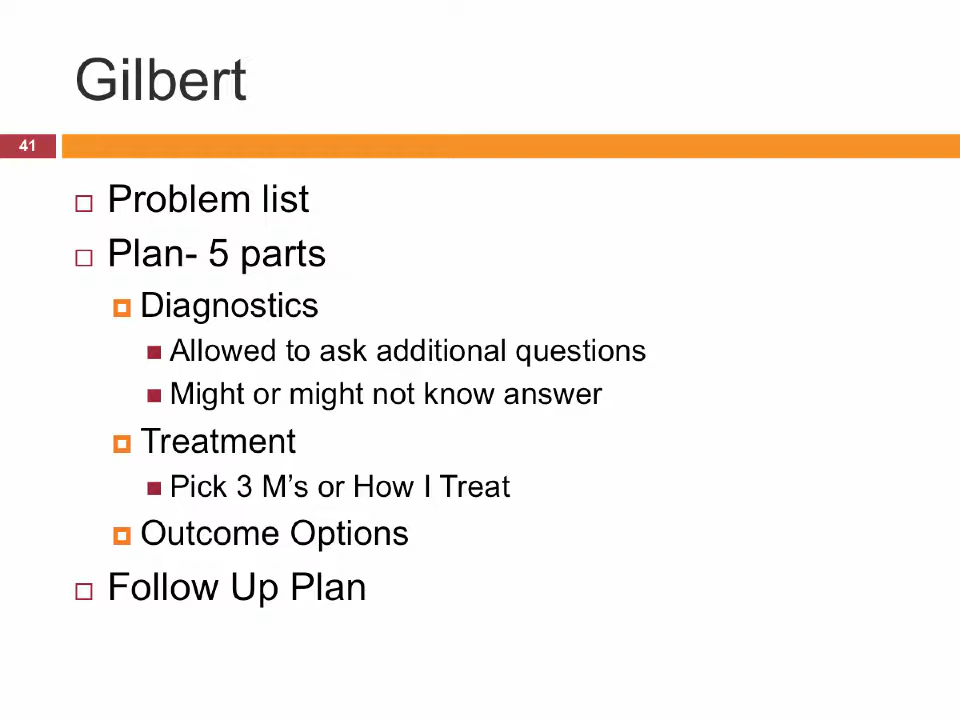 Gilbert
41
Problem list
Plan- 5 parts
Diagnostics
Allowed to ask additional questions
Might or might not know answer
Treatment
Pick 3 M’s or How I Treat
Outcome Options
Follow Up Plan